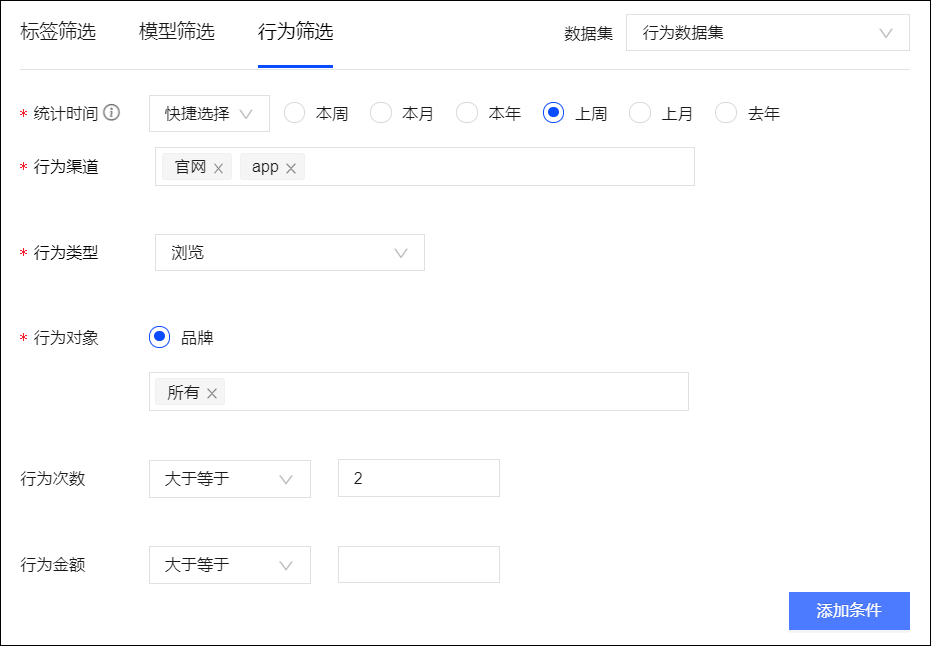 标签筛选 模型筛选 行为筛选 数据集 行为数据集
* 统计时间 快捷选择 本周 本月 本年 上周 上月 去年
* 行为渠道 官网 × app ×
* 行为类型 浏览
* 行为对象 品牌
所有 ×
行为次数 大于等于 2
行为金额 大于等于
添加条件